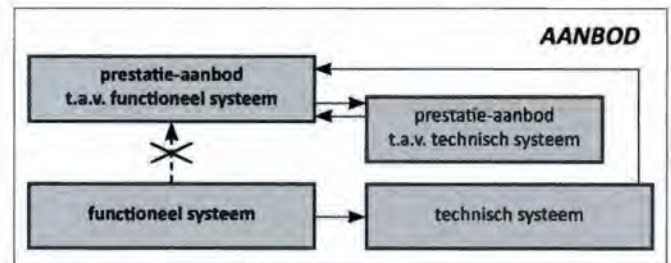 AANBOD
prestatie-aanbod
t.a.v. functioneel systeem
prestatie-aanbod
t.a.v. technisch systeem
functioneel systeem
technisch systeem